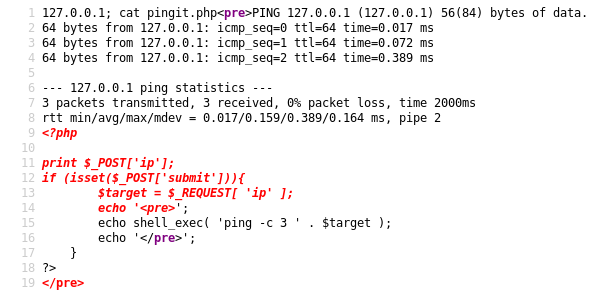 1 127.0.0.1; cat pingit.php<pre>PING 127.0.0.1 (127.0.0.1) 56(84) bytes of data.
2 64 bytes from 127.0.0.1: icmp_seq=0 ttl=64 time=0.017 ms
3 64 bytes from 127.0.0.1: icmp_seq=1 ttl=64 time=0.072 ms
4 64 bytes from 127.0.0.1: icmp_seq=2 ttl=64 time=0.389 ms
5
6 --- 127.0.0.1 ping statistics ---
7 3 packets transmitted, 3 received, 0% packet loss, time 2000ms
8 rtt min/avg/max/mdev = 0.017/0.159/0.389/0.164 ms, pipe 2
9 <?php
10
11 print $_POST['ip'];
12 if (isset($_POST['submit'])){
13         $target = $_REQUEST[ 'ip' ];
14         echo '<pre>';
15         echo shell_exec( 'ping -c 3 ' . $target );
16         echo '</pre>';
17     }
18 ?>
19 </pre>